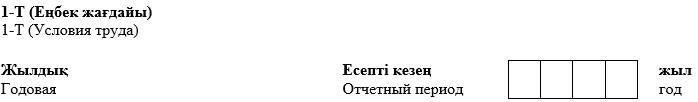 1-Т (Еңбек жағдайы)
1-Т (Условия труда)
Жылдық Есепті кезең жыл
Годовая Отчетный период год